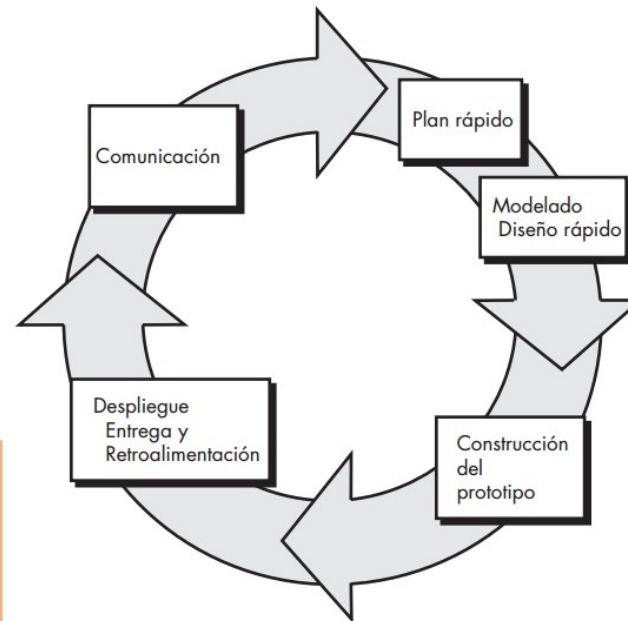 Comunicación
Plan rápido
Modelado
Diseño rápido
Construcción
del
prototipo
Despliegue
Entrega y
Retroalimentación